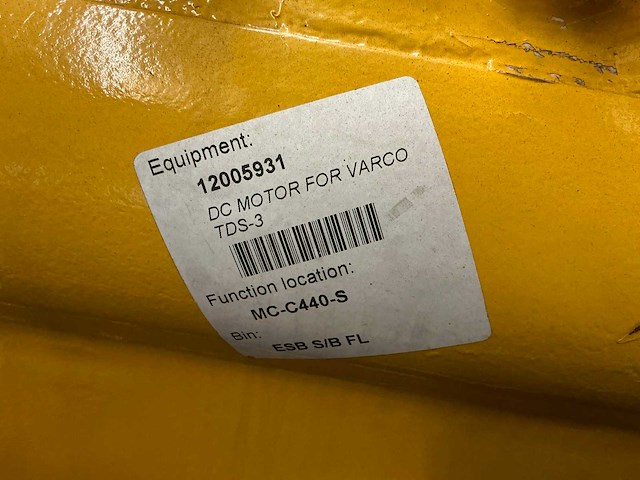 Equipment:
12005931
DC MOTOR FOR VARCO
TDS-3
Function location:
MC-C440-S
Bin:
ESB S/B FL